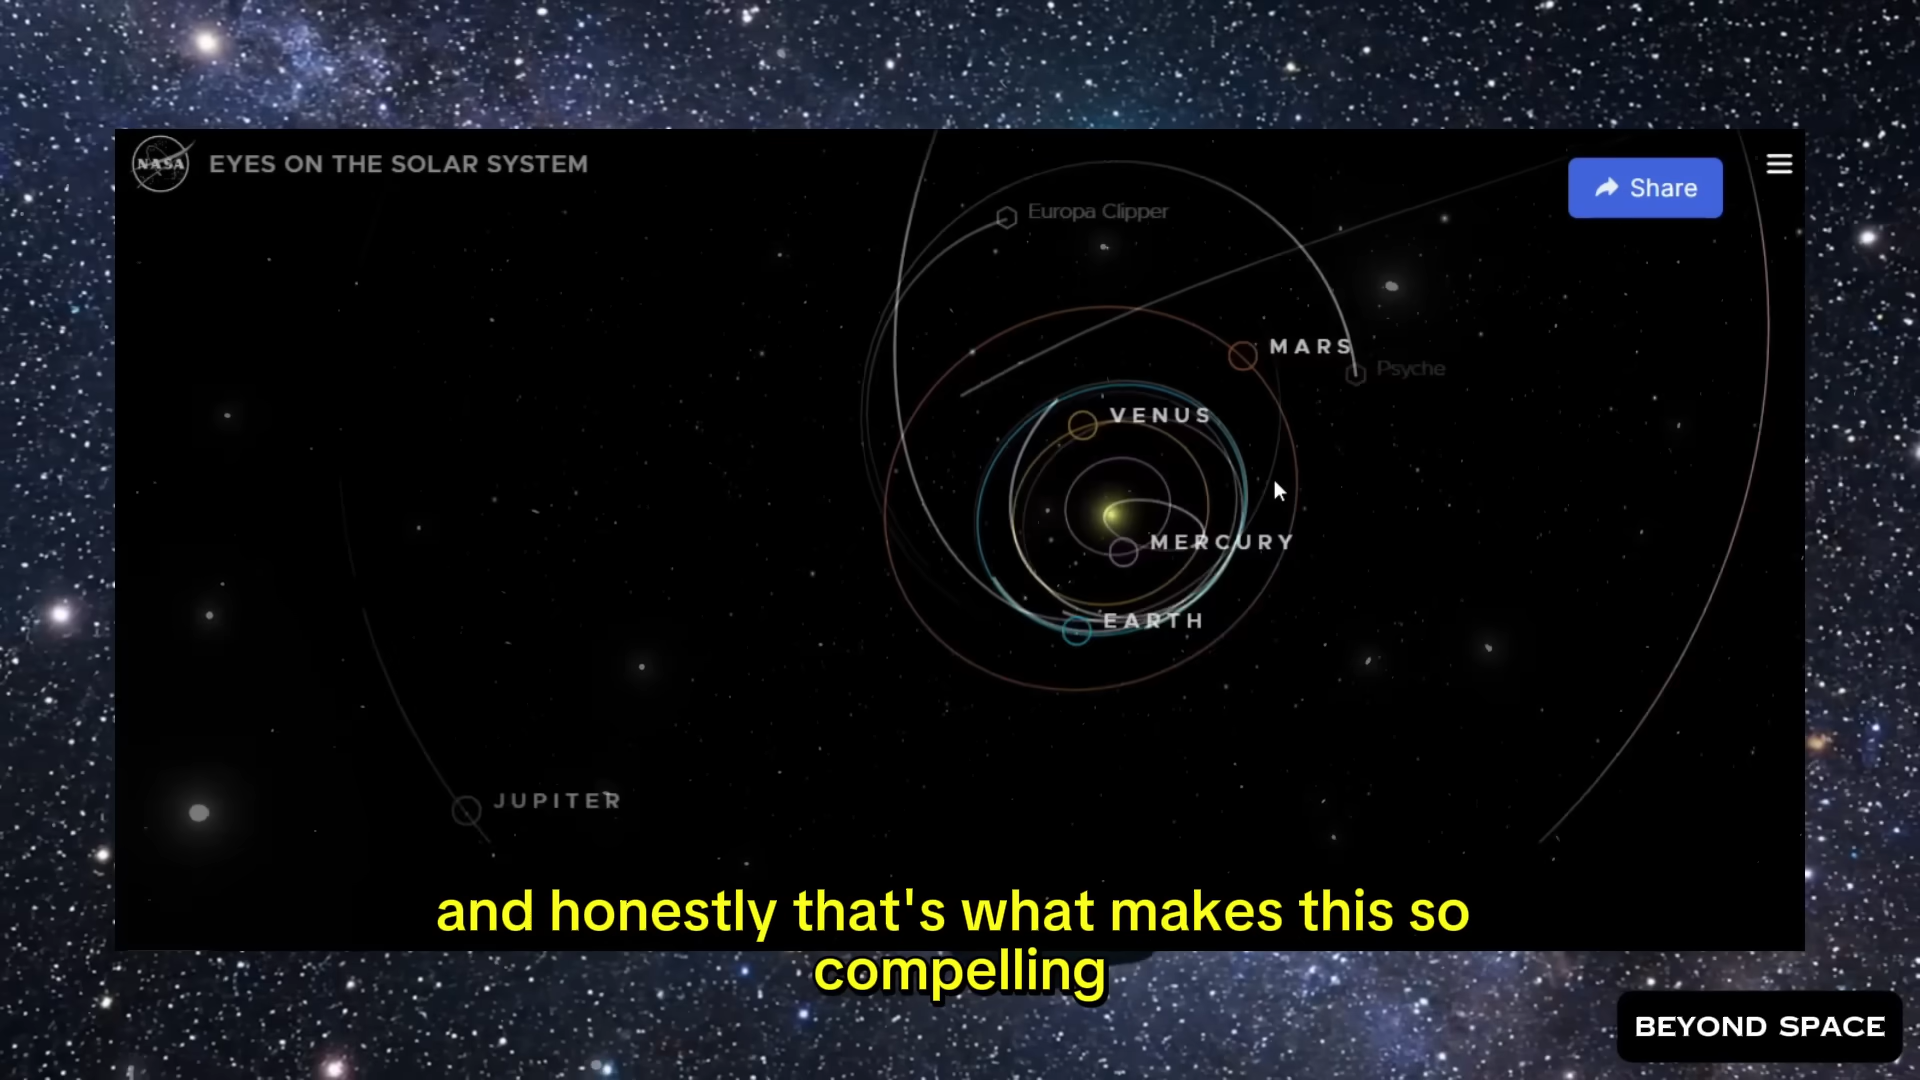 NASA
EYES ON THE SOLAR SYSTEM
Share
Europa Clipper
MARS
Psyche
VENUS
MERCURY
EARTH
JUPITER
and honestly that's what makes this so
compelling
BEYOND SPACE